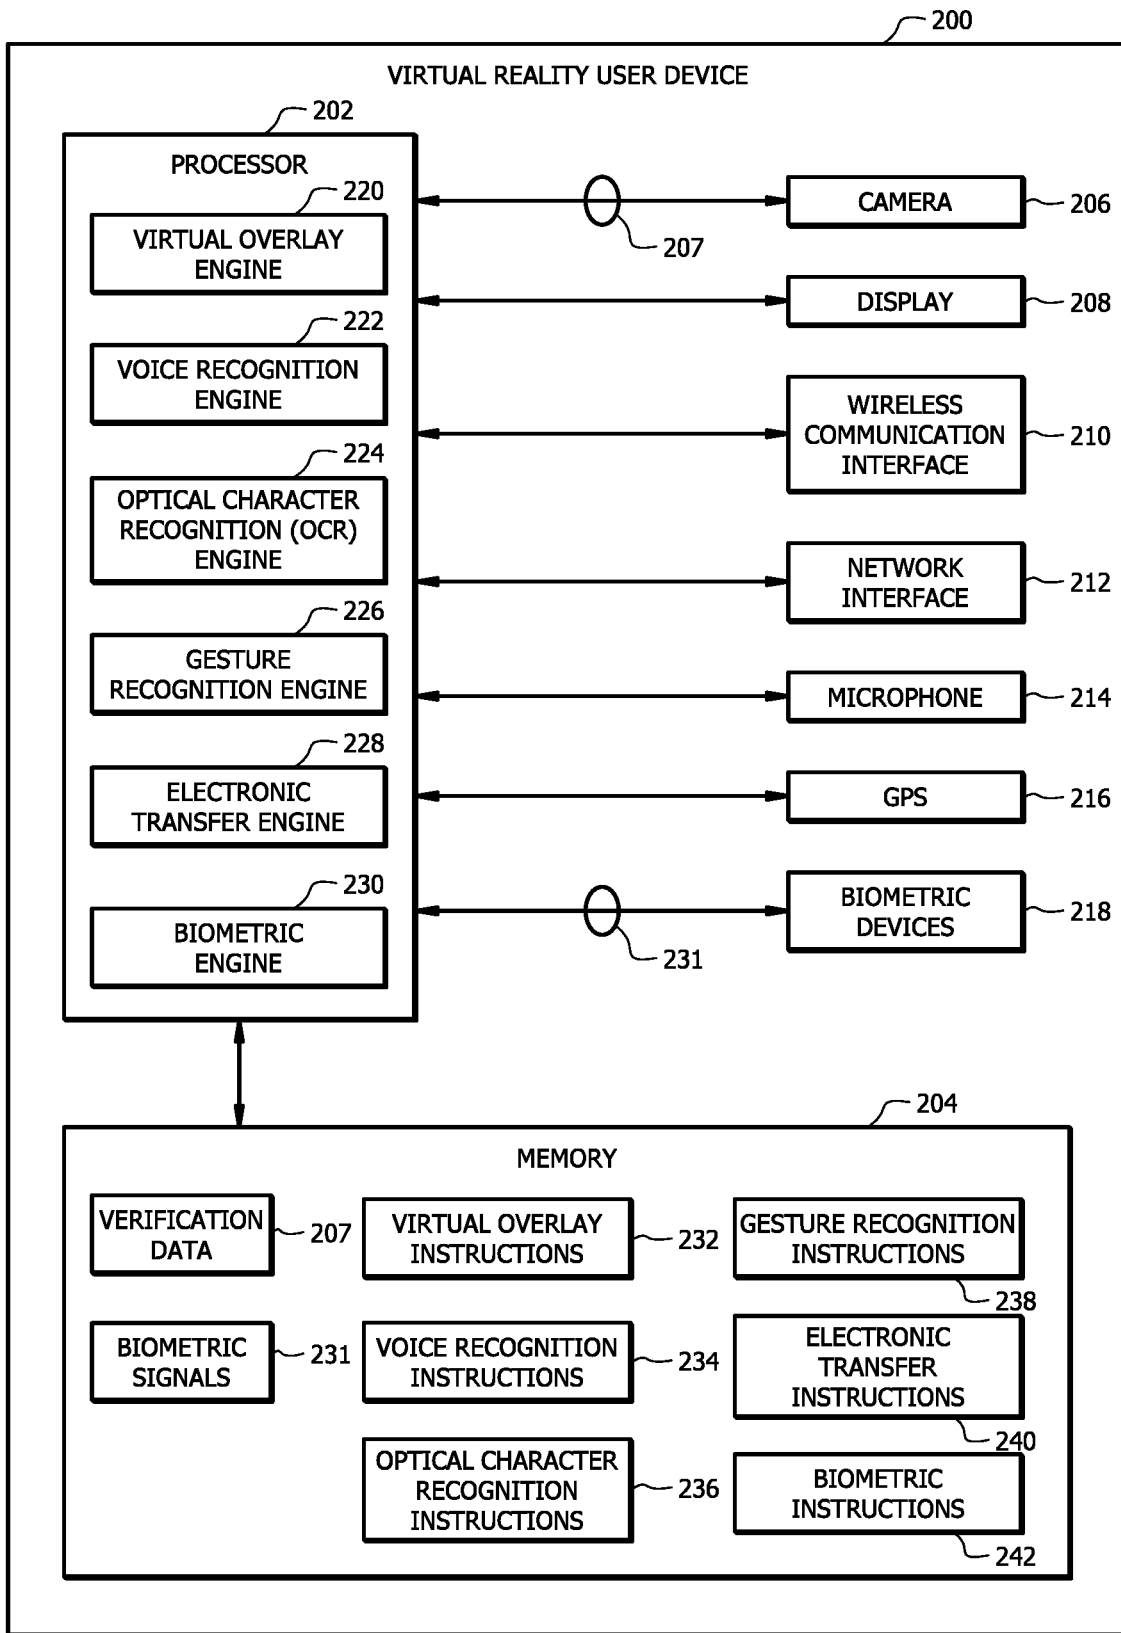 200
VIRTUAL REALITY USER DEVICE
202
PROCESSOR
220
VIRTUAL OVERLAY
ENGINE
222
VOICE RECOGNITION
ENGINE
224
OPTICAL CHARACTER
RECOGNITION (OCR)
ENGINE
226
GESTURE
RECOGNITION ENGINE
228
ELECTRONIC
TRANSFER ENGINE
230
BIOMETRIC
ENGINE
207
CAMERA
206
DISPLAY
208
WIRELESS
COMMUNICATION
INTERFACE
210
NETWORK
INTERFACE
212
MICROPHONE
214
GPS
216
BIOMETRIC
DEVICES
218
231
204
MEMORY
VERIFICATION
DATA
207
BIOMETRIC
SIGNALS
231
VIRTUAL OVERLAY
INSTRUCTIONS
232
VOICE RECOGNITION
INSTRUCTIONS
234
OPTICAL CHARACTER
RECOGNITION
INSTRUCTIONS
236
GESTURE RECOGNITION
INSTRUCTIONS
238
ELECTRONIC
TRANSFER
INSTRUCTIONS
240
BIOMETRIC
INSTRUCTIONS
242